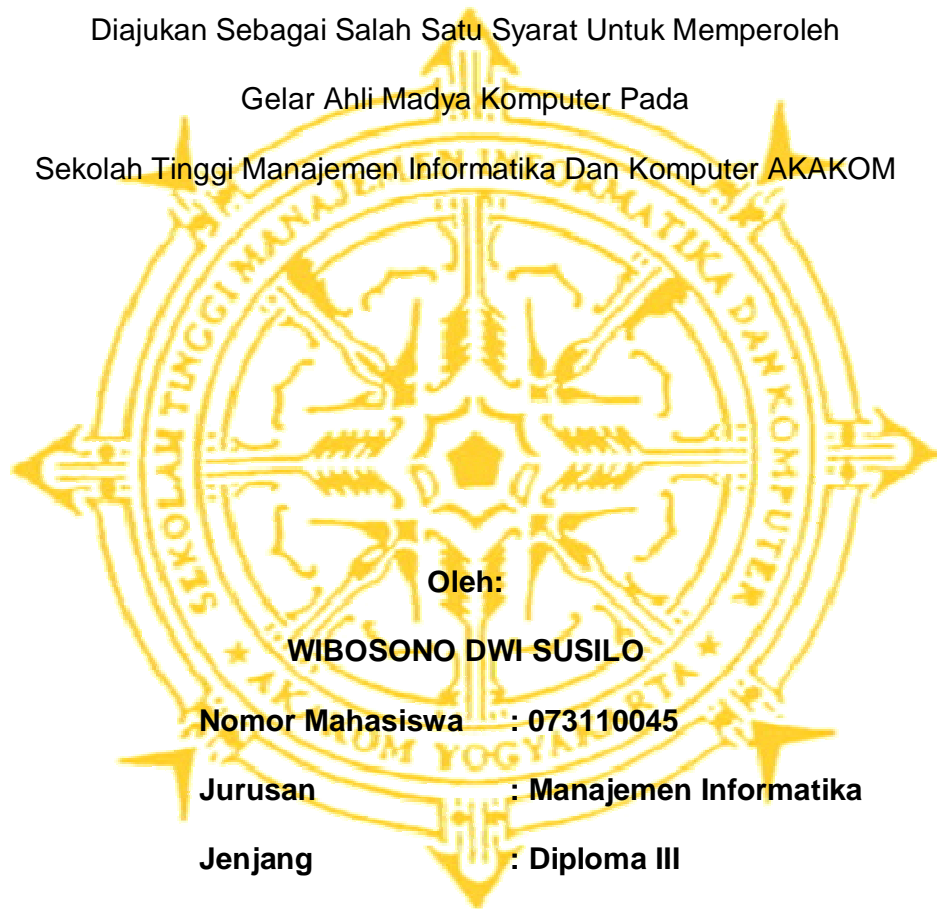 Diajukan Sebagai Salah Satu Syarat Untuk Memperoleh
Gelar Ahli Madya Komputer Pada
Sekolah Tinggi Manajemen Informatika Dan Komputer AKAKOM
SEKOLAH TINGGI MANAJEMEN INFORMATIKA DAN KOMPUTER
★ AKAKOM YOGYAKARTA ★
Oleh:
WIBOSONO DWI SUSILO
Nomor Mahasiswa : 073110045
Jurusan : Manajemen Informatika
Jenjang : Diploma III